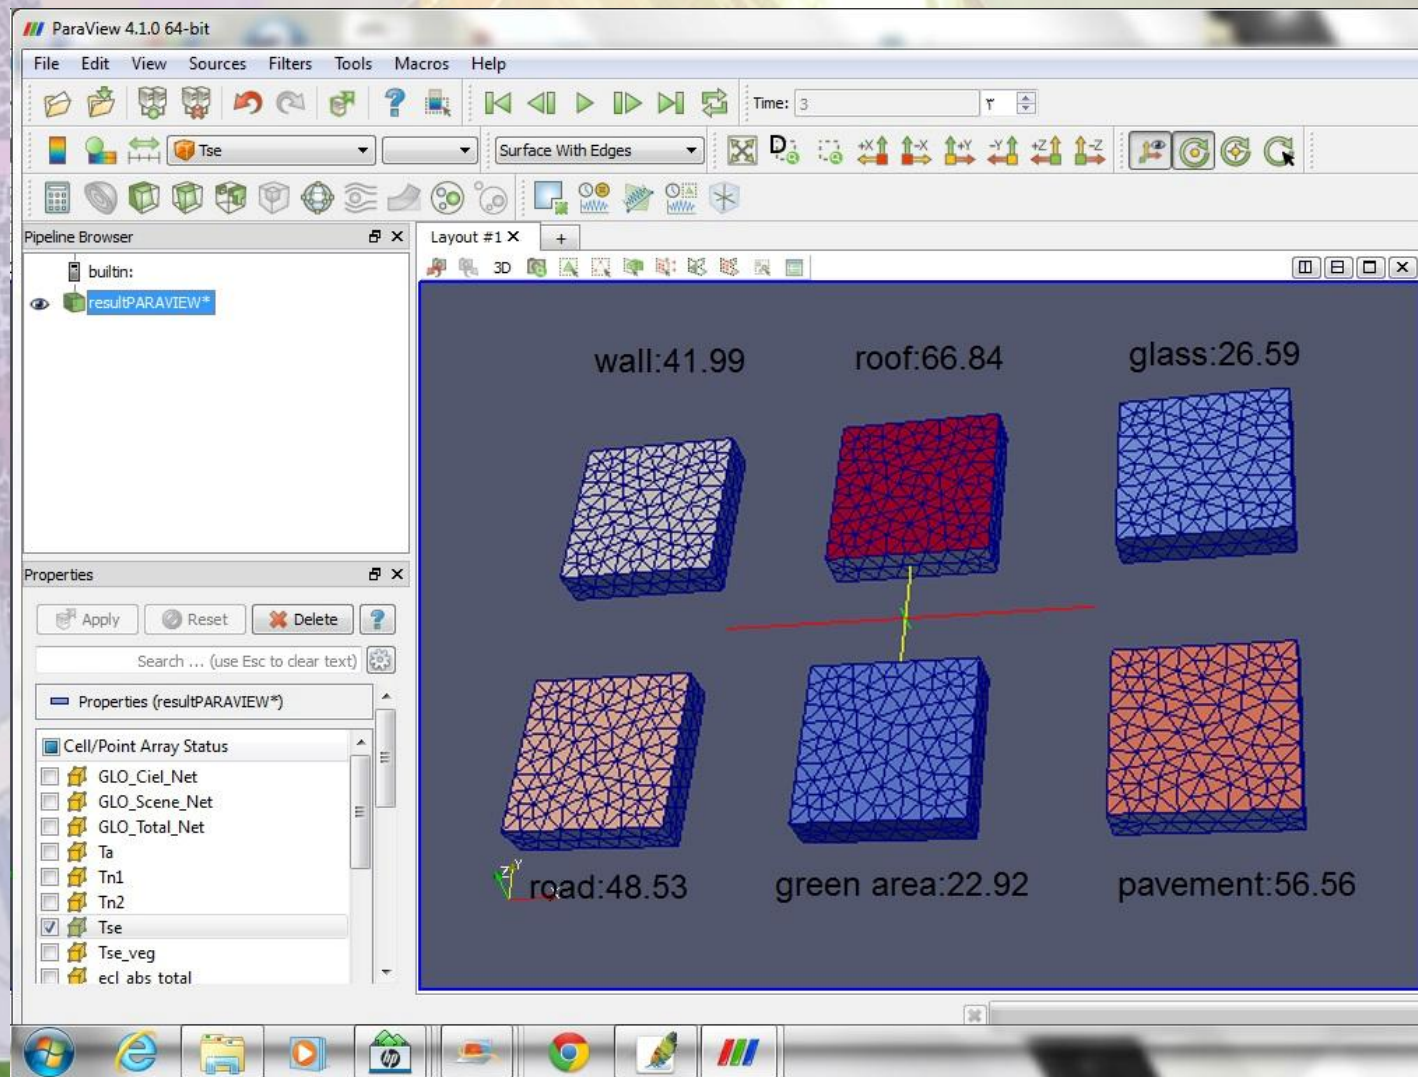 ParaView 4.1.0 64-bit
File Edit View Sources Filters Tools Macros Help
Time: 3 ٣
Tse Surface With Edges +X -X +Y -Y +Z -Z
Pipeline Browser
Layout #1 +
builtin:
3D
resultPARAVIEW*
wall:41.99 roof:66.84 glass:26.59
Properties
Apply Reset Delete ?
Search ... (use Esc to clear text)
Properties (resultPARAVIEW*)
Cell/Point Array Status
GLO_Ciel_Net
GLO_Scene_Net
GLO_Total_Net
Ta
Tn1
Tn2
Tse
Tse_veg
ecl abs total
Z Y
road:48.53 green area:22.92 pavement:56.56
hp